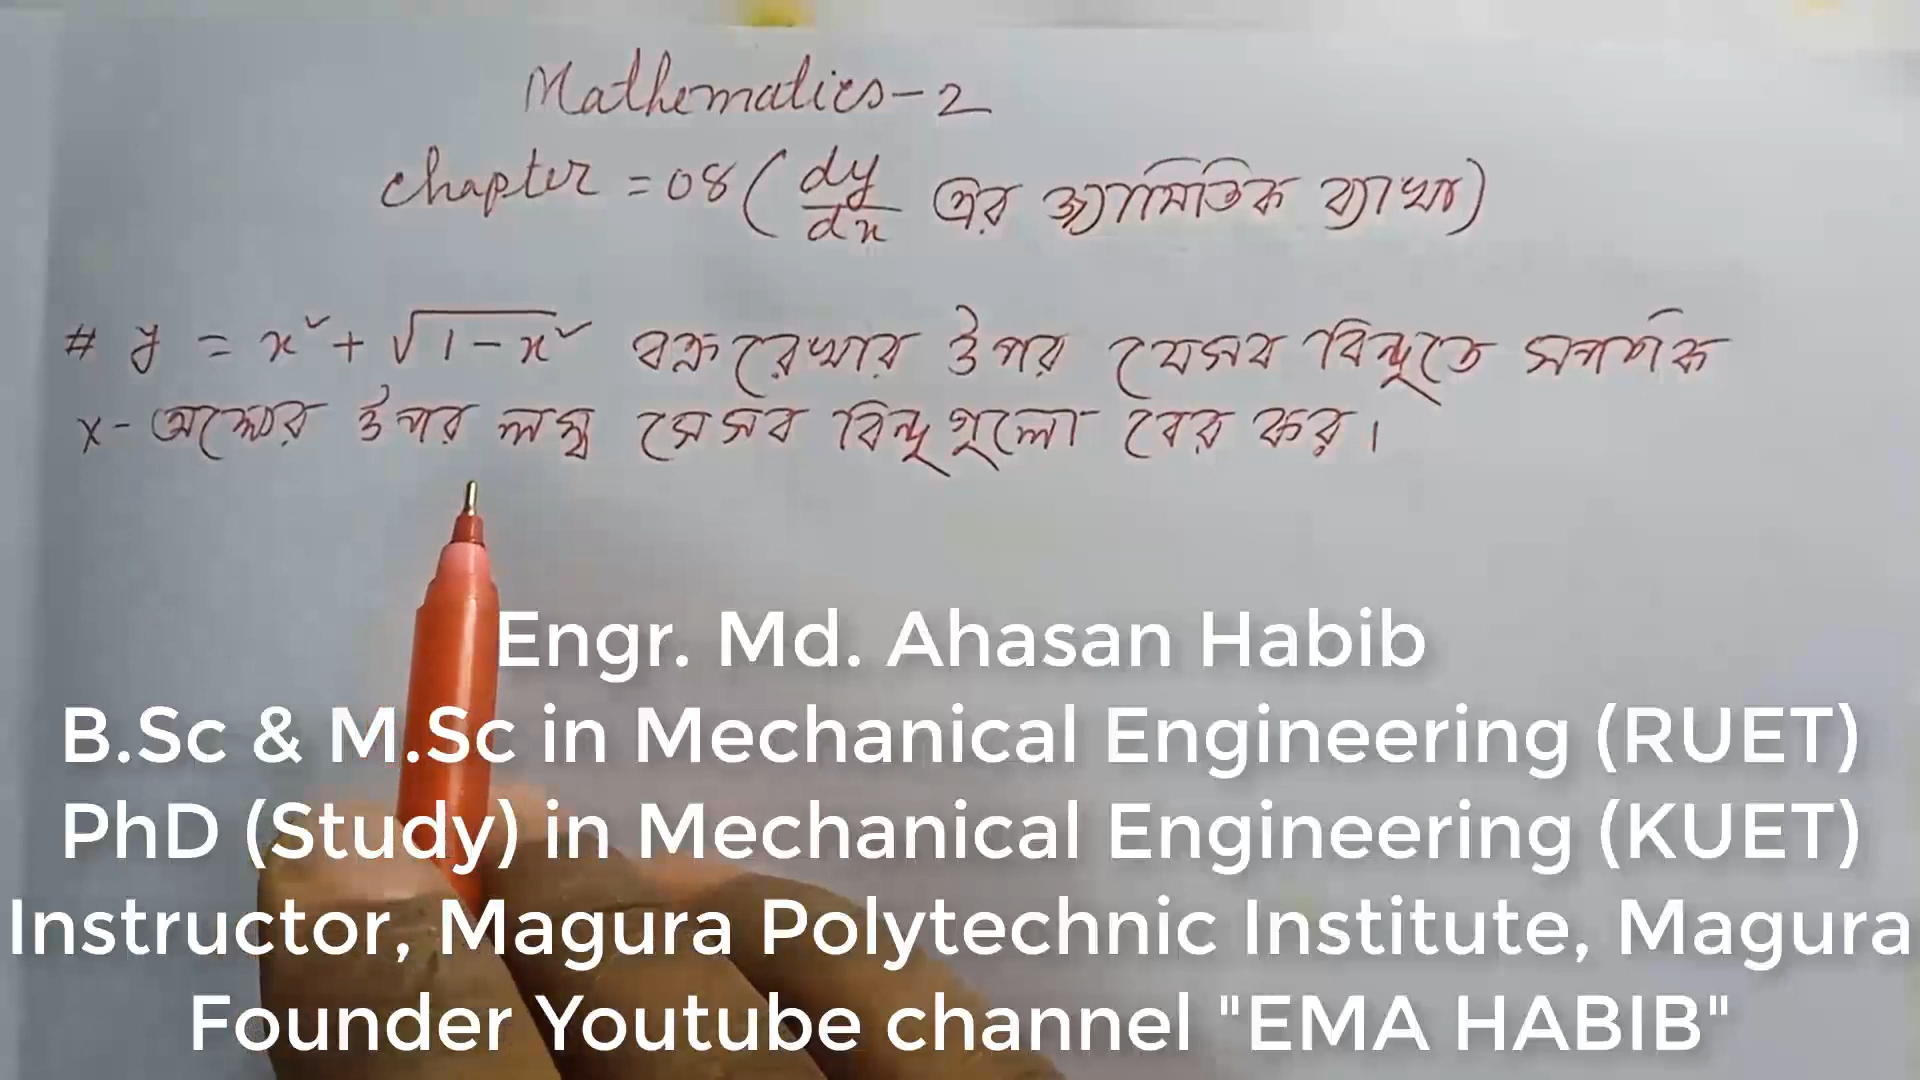 Mathematics-2
Chapter = 08 (dy/dx এর জ্যামিতিক ব্যাখ্যা)
# y = x² + √(1-x²) বক্ররেখার উপর যেসব বিন্দুতে স্পর্শক
x-অক্ষের উপর লম্ব সেসব বিন্দুগুলো বের কর।
Engr. Md. Ahasan Habib
B.Sc & M.Sc in Mechanical Engineering (RUET)
PhD (Study) in Mechanical Engineering (KUET)
Instructor, Magura Polytechnic Institute, Magura
Founder Youtube channel "EMA HABIB"